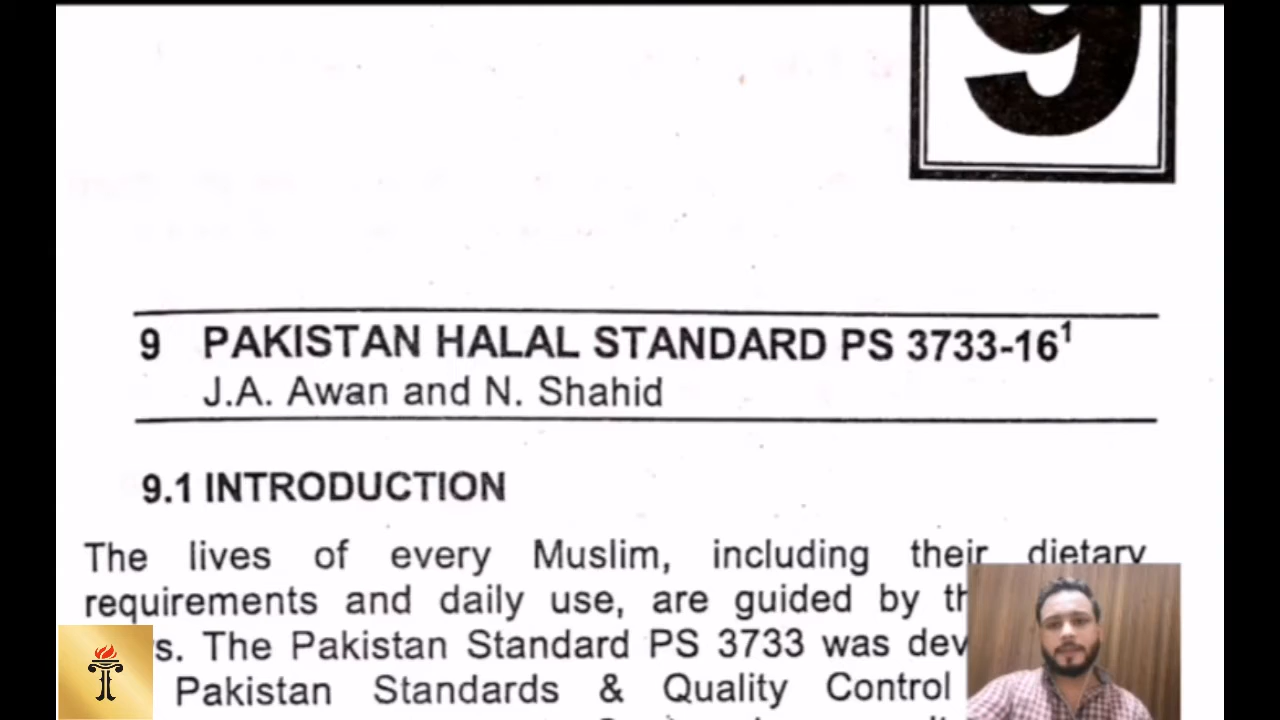 9
9 PAKISTAN HALAL STANDARD PS 3733-16¹
J.A. Awan and N. Shahid
9.1 INTRODUCTION
The lives of every Muslim, including their dietary
requirements and daily use, are guided by
The Pakistan Standard PS 3733 was
Pakistan Standards & Quality Control